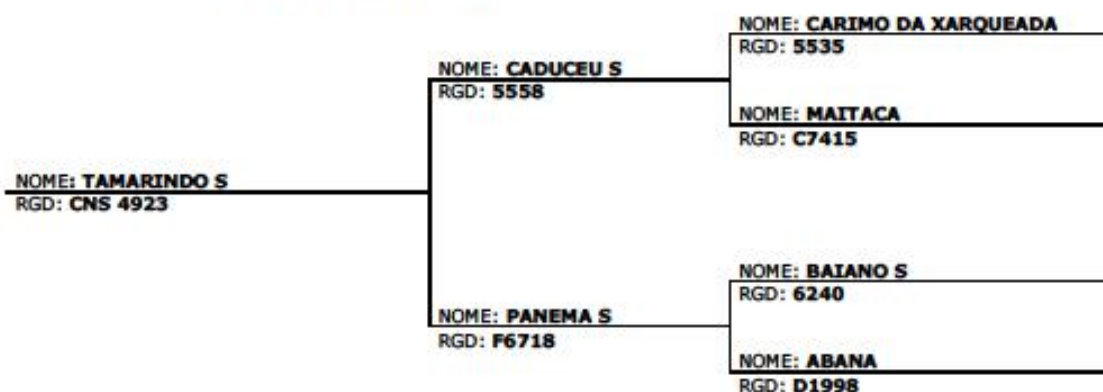 NOME: CARIMO DA XARQUEADA
RGD: 5535
NOME: CADUCEU S
RGD: 5558
NOME: MAITACA
RGD: C7415
NOME: TAMARINDO S
RGD: CNS 4923
NOME: BAIANO S
RGD: 6240
NOME: PANEMA S
RGD: F6718
NOME: ABANA
RGD: D1998